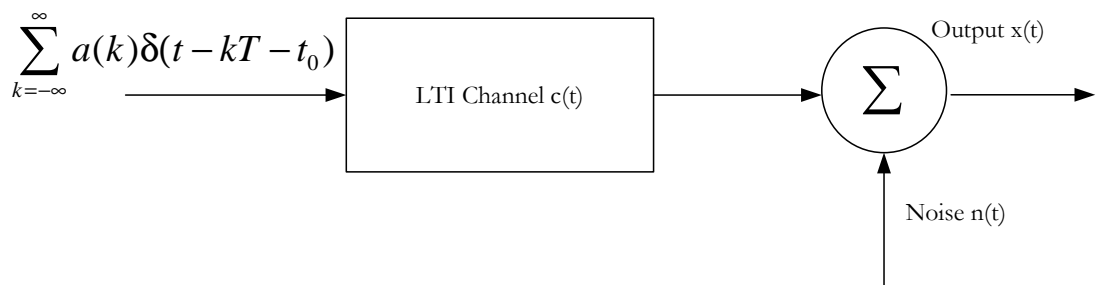 ∑_{k=-∞}^{∞} a(k)δ(t − kT − t₀)
LTI Channel c(t)
Output x(t)
∑
Noise n(t)